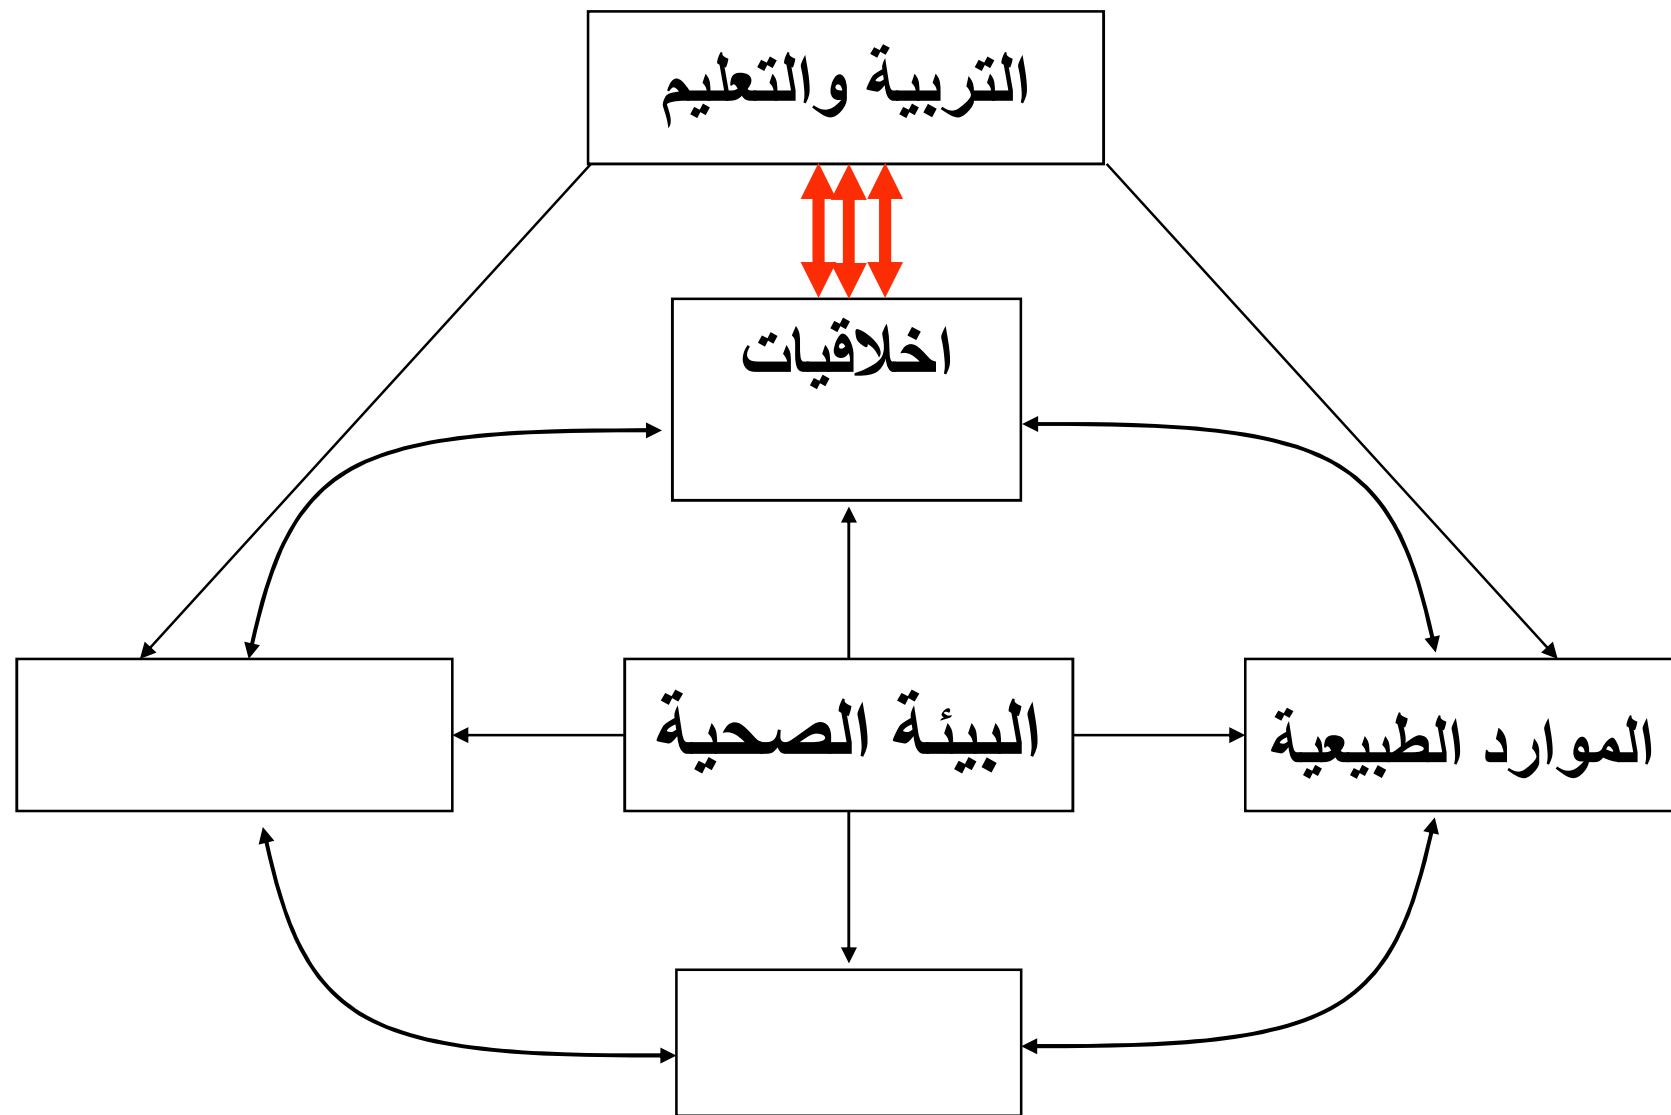 التربية والتعليم
اخلاقيات
البيئة الصحية
الموارد الطبيعية